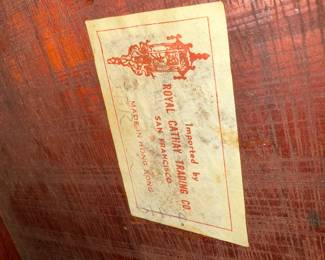 Imported by
ROYAL CATHAY TRADING CO.
SAN FRANCISCO
MADE IN HONG KONG